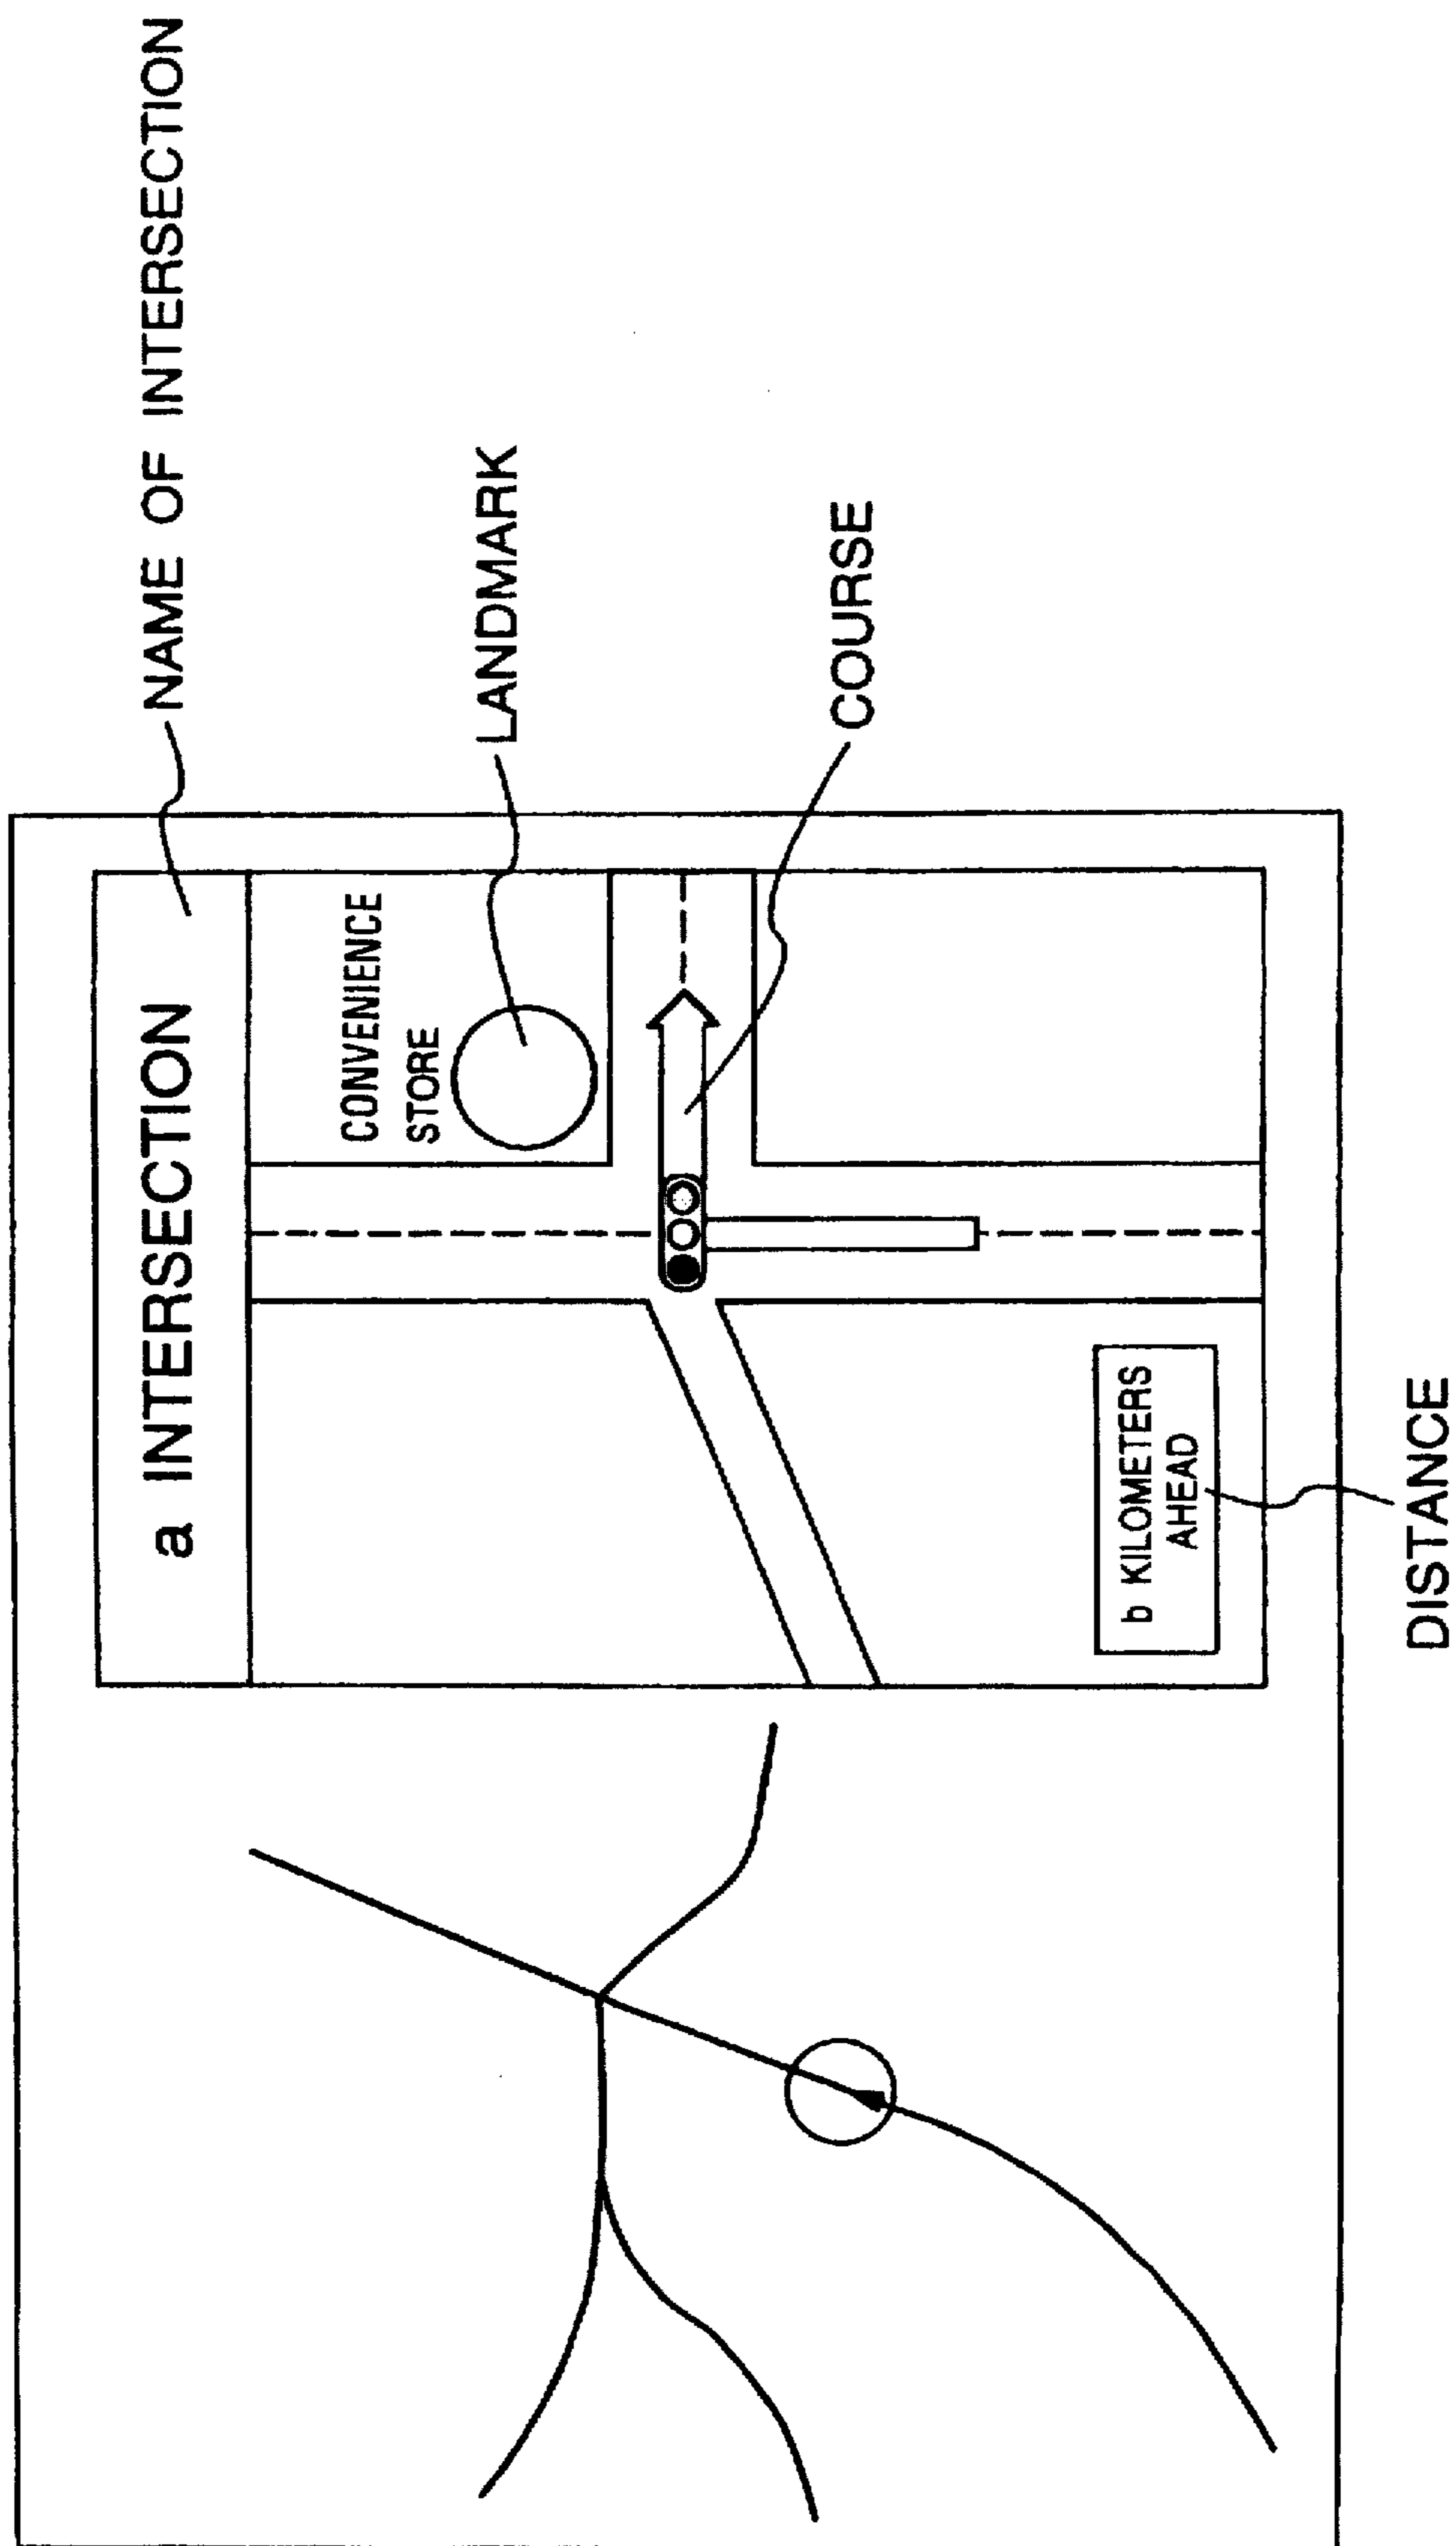 a INTERSECTION
NAME OF INTERSECTION
CONVENIENCE
STORE
LANDMARK
COURSE
b KILOMETERS
AHEAD
DISTANCE